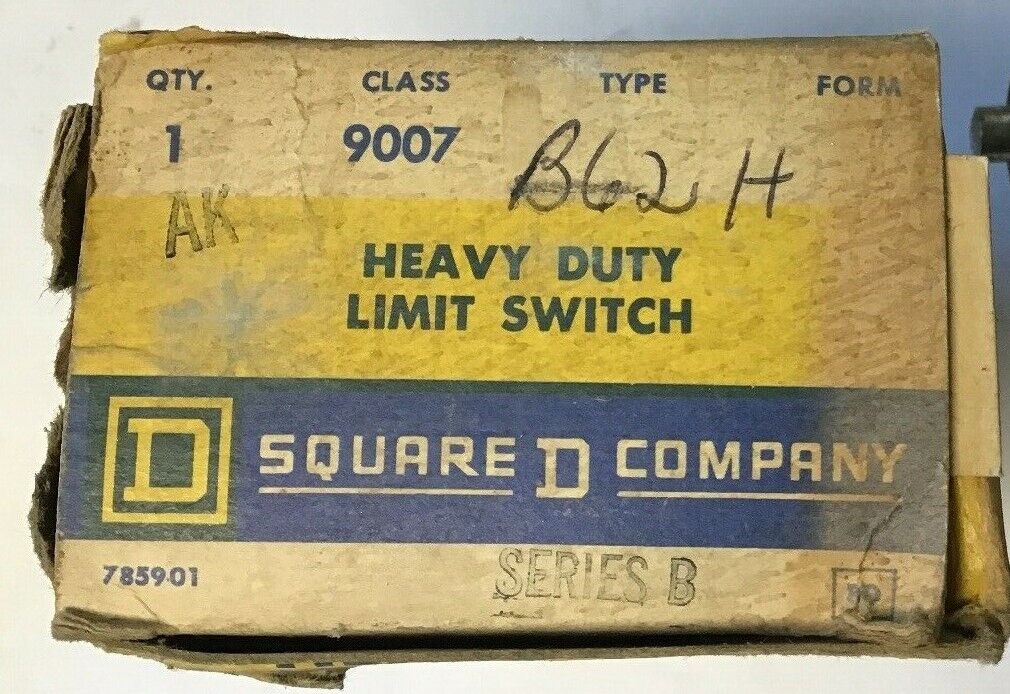 QTY. CLASS TYPE FORM
1 9007 B62H
AK
HEAVY DUTY
LIMIT SWITCH
D SQUARE D COMPANY
785901
SERIES B